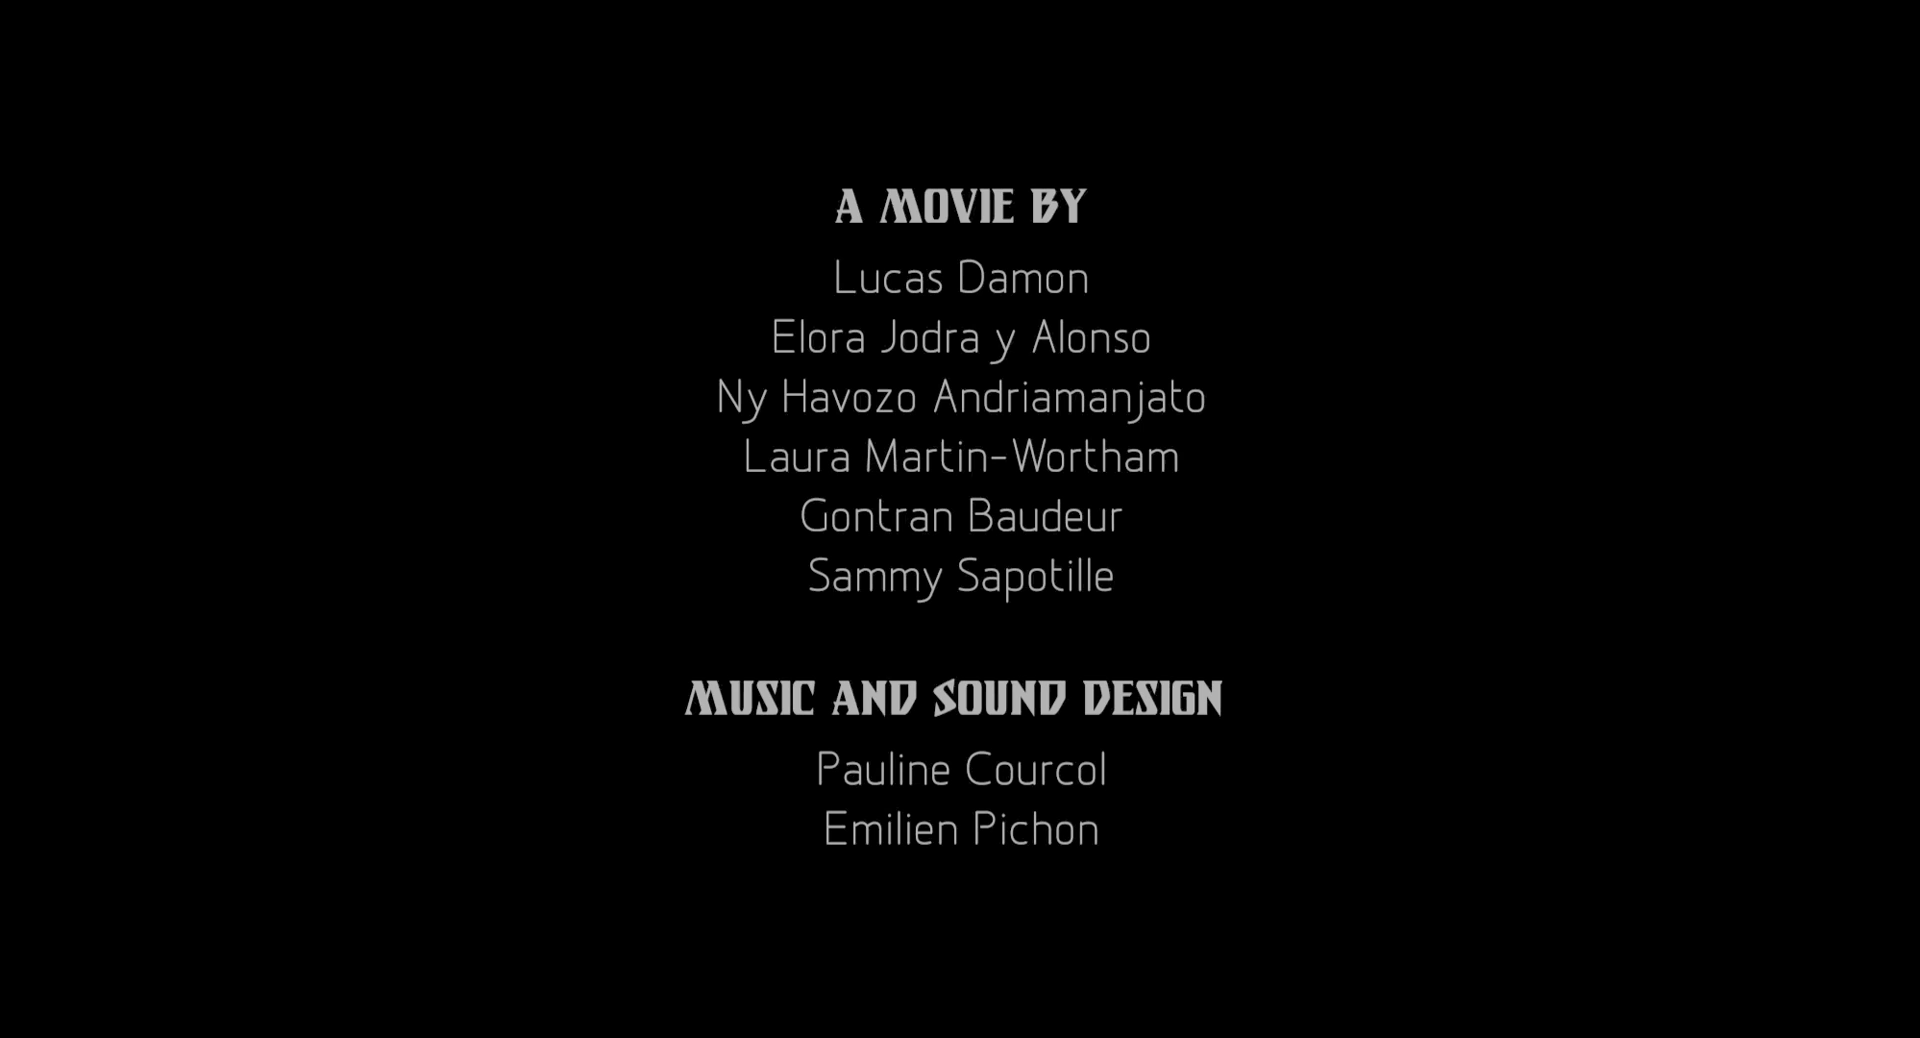 A MOVIE BY
Lucas Damon
Elora Jodra y Alonso
Ny Havozo Andriamanjato
Laura Martin-Wortham
Gontran Baudeur
Sammy Sapotille
MUSIC AND SOUND DESIGN
Pauline Courcol
Emilien Pichon